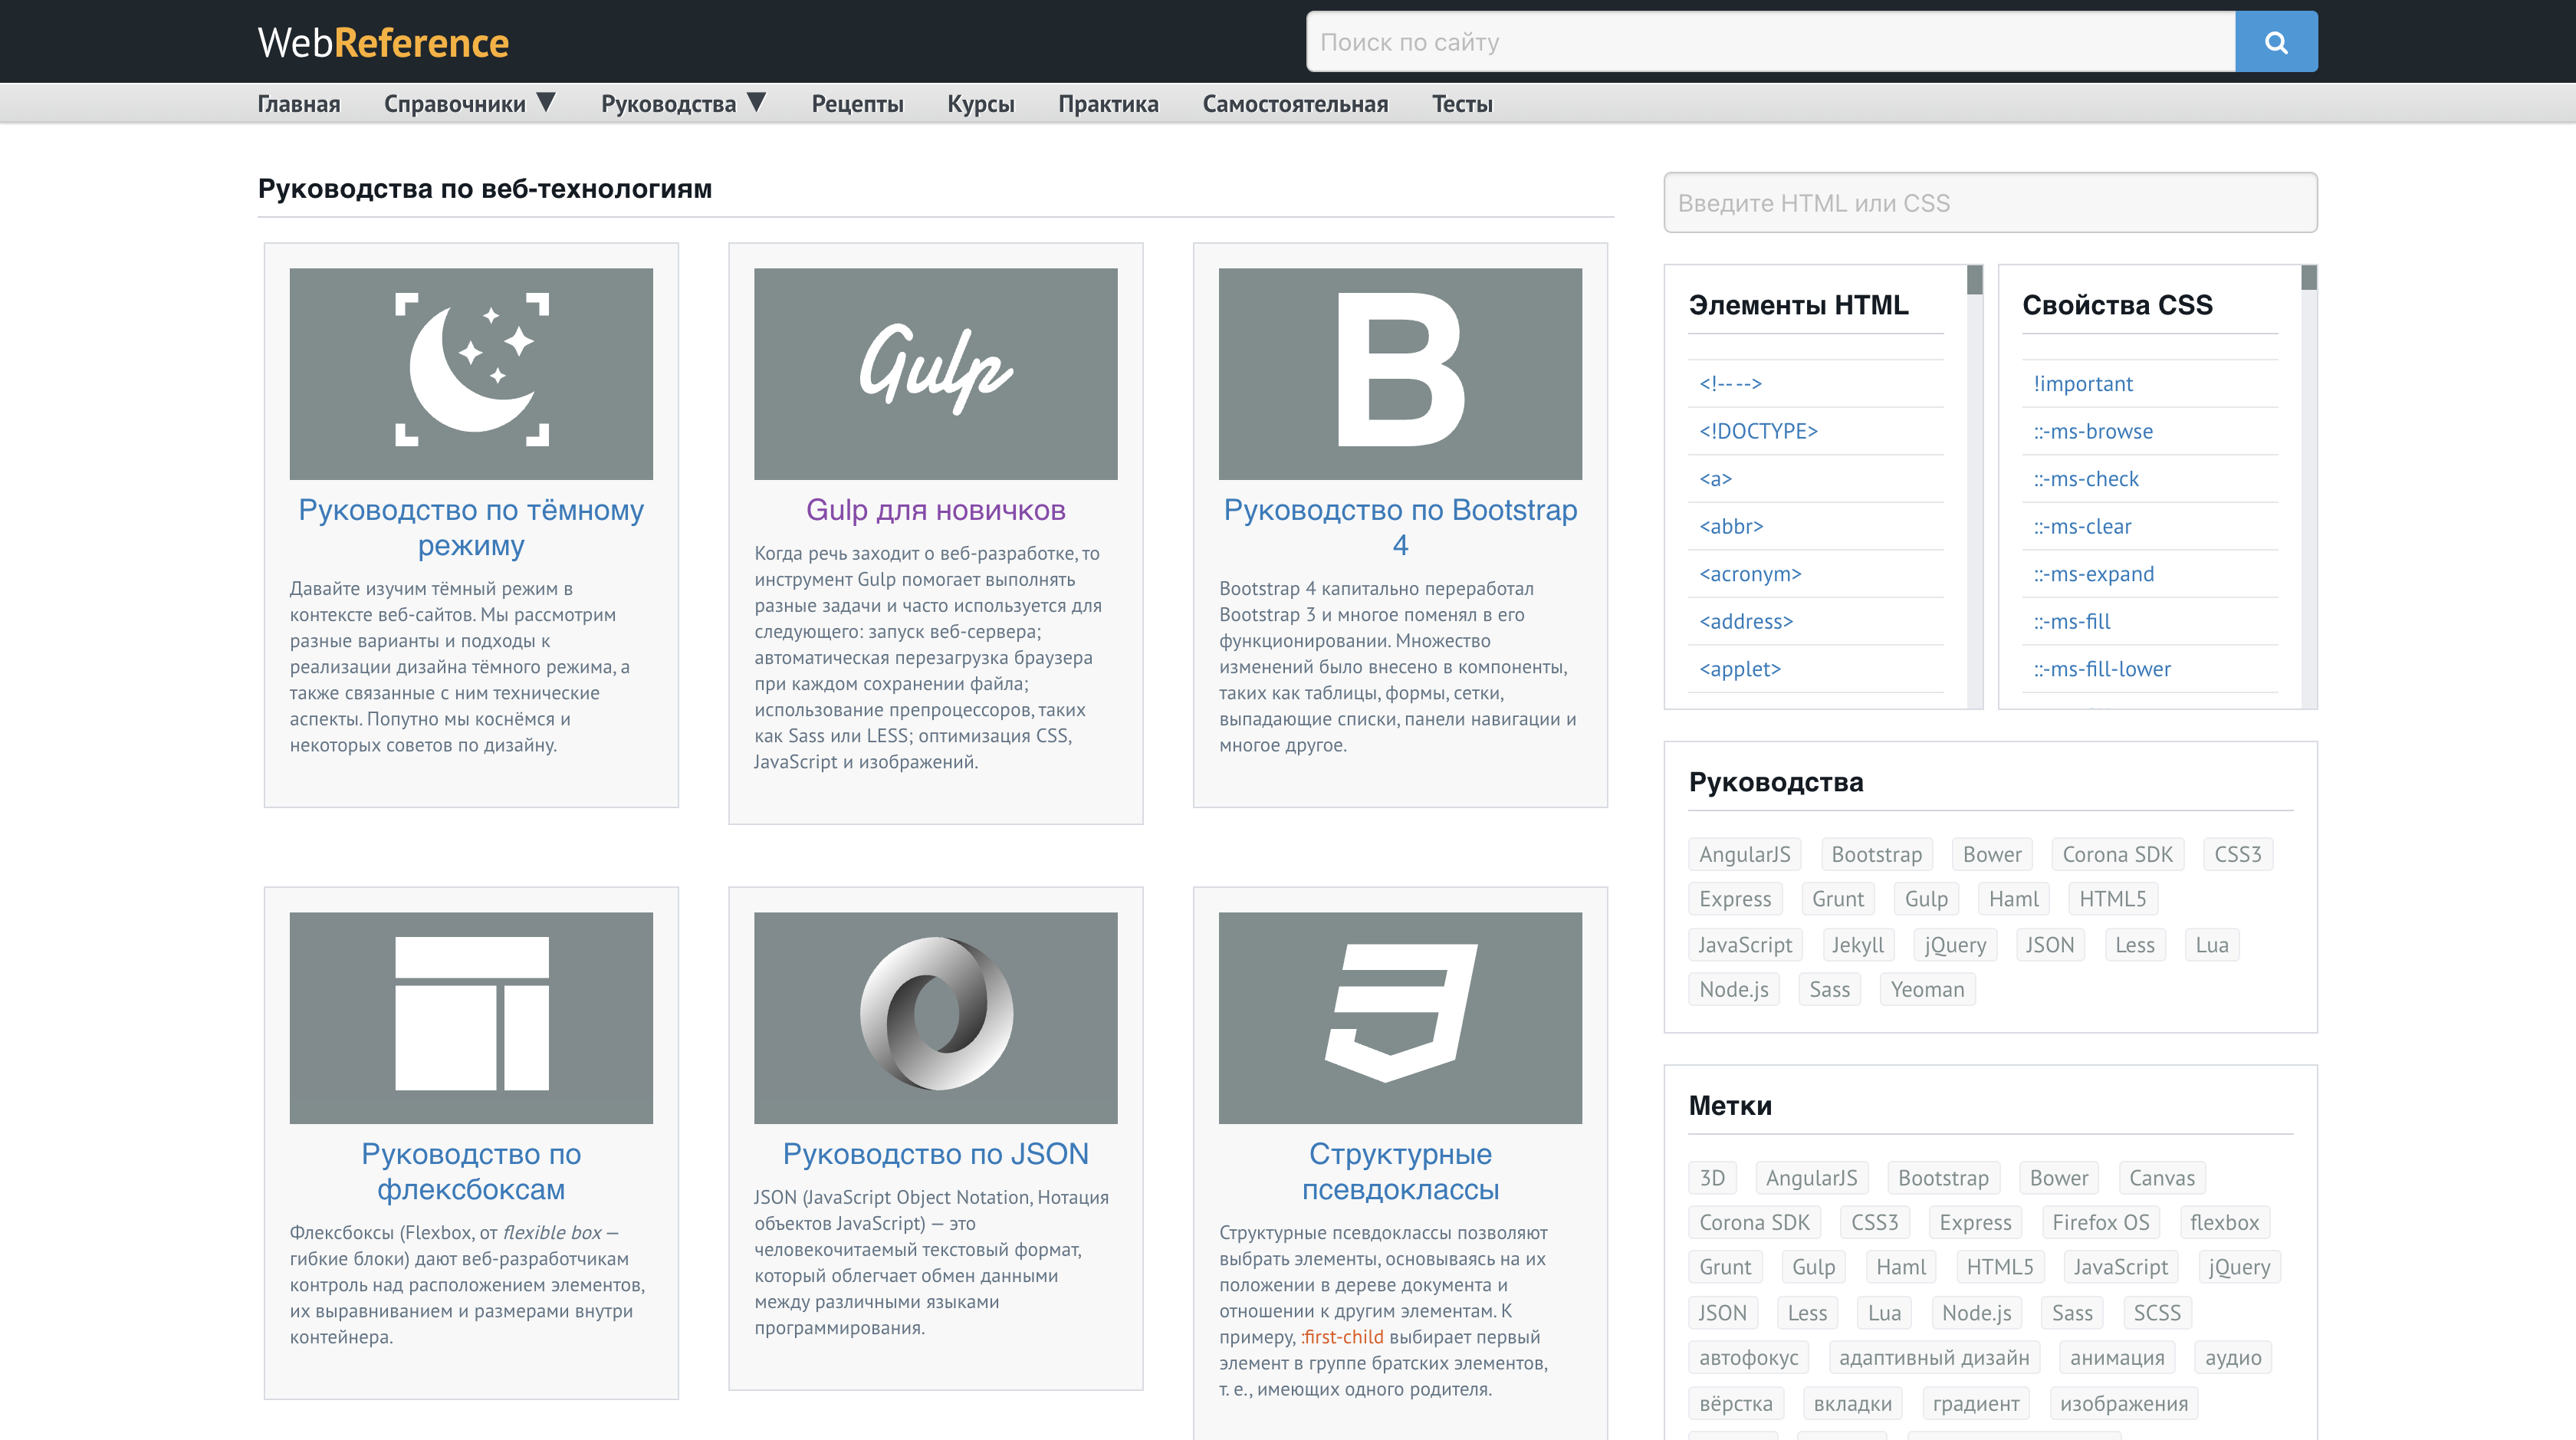 WebReference
Поиск по сайту
Главная Справочники ▼ Руководства ▼ Рецепты Курсы Практика Самостоятельная Тесты
Руководства по веб-технологиям
Gulp
B
Руководство по тёмному
режиму
Давайте изучим тёмный режим в
контексте веб-сайтов. Мы рассмотрим
разные варианты и подходы к
реализации дизайна тёмного режима, а
также связанные с ним технические
аспекты. Попутно мы коснёмся и
некоторых советов по дизайну.
Gulp для новичков
Когда речь заходит о веб-разработке, то
инструмент Gulp помогает выполнять
разные задачи и часто используется для
следующего: запуск веб-сервера;
автоматическая перезагрузка браузера
при каждом сохранении файла;
использование препроцессоров, таких
как Sass или LESS; оптимизация CSS,
JavaScript и изображений.
Руководство по Bootstrap
4
Bootstrap 4 капитально переработал
Bootstrap 3 и многое поменял в его
функционировании. Множество
изменений было внесено в компоненты,
таких как таблицы, формы, сетки,
выпадающие списки, панели навигации и
многое другое.
Руководство по
флексбоксам
Флексбоксы (Flexbox, от flexible box —
гибкие блоки) дают веб-разработчикам
контроль над расположением элементов,
их выравниванием и размерами внутри
контейнера.
Руководство по JSON
JSON (JavaScript Object Notation, Нотация
объектов JavaScript) — это
человекочитаемый текстовый формат,
который облегчает обмен данными
между различными языками
программирования.
Структурные
псевдоклассы
Структурные псевдоклассы позволяют
выбрать элементы, основываясь на их
положении в дереве документа и
отношении к другим элементам. К
примеру, :first-child выбирает первый
элемент в группе братских элементов,
т. е., имеющих одного родителя.
Введите HTML или CSS
Элементы HTML
<!-- -->
<!DOCTYPE>
<a>
<abbr>
<acronym>
<address>
<applet>
Свойства CSS
!important
::-ms-browse
::-ms-check
::-ms-clear
::-ms-expand
::-ms-fill
::-ms-fill-lower
Руководства
AngularJS Bootstrap Bower Corona SDK CSS3
Express Grunt Gulp Haml HTML5
JavaScript Jekyll jQuery JSON Less Lua
Node.js Sass Yeoman
Метки
3D AngularJS Bootstrap Bower Canvas
Corona SDK CSS3 Express Firefox OS flexbox
Grunt Gulp Haml HTML5 JavaScript jQuery
JSON Less Lua Node.js Sass SCSS
автофокус адаптивный дизайн анимация аудио
вёрстка вкладки градиент изображения